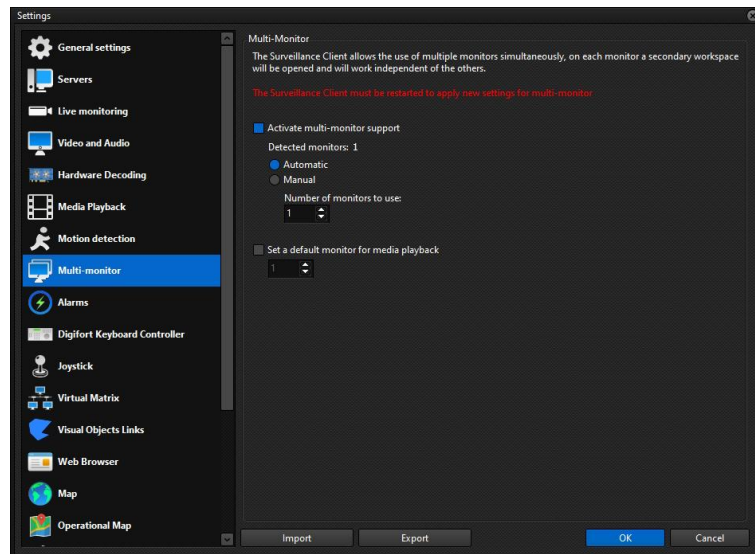 Settings
General settings
Servers
Live monitoring
Video and Audio
Hardware Decoding
Media Playback
Motion detection
Multi-monitor
Alarms
Digifort Keyboard Controller
Joystick
Virtual Matrix
Visual Objects Links
Web Browser
Map
Operational Map
Multi-Monitor
The Surveillance Client allows the use of multiple monitors simultaneously, on each monitor a secondary workspace
will be opened and will work independent of the others.
The Surveillance Client must be restarted to apply new settings for multi-monitor
Activate multi-monitor support
Detected monitors: 1
Automatic
Manual
Number of monitors to use:
1
Set a default monitor for media playback
1
Import
Export
OK
Cancel